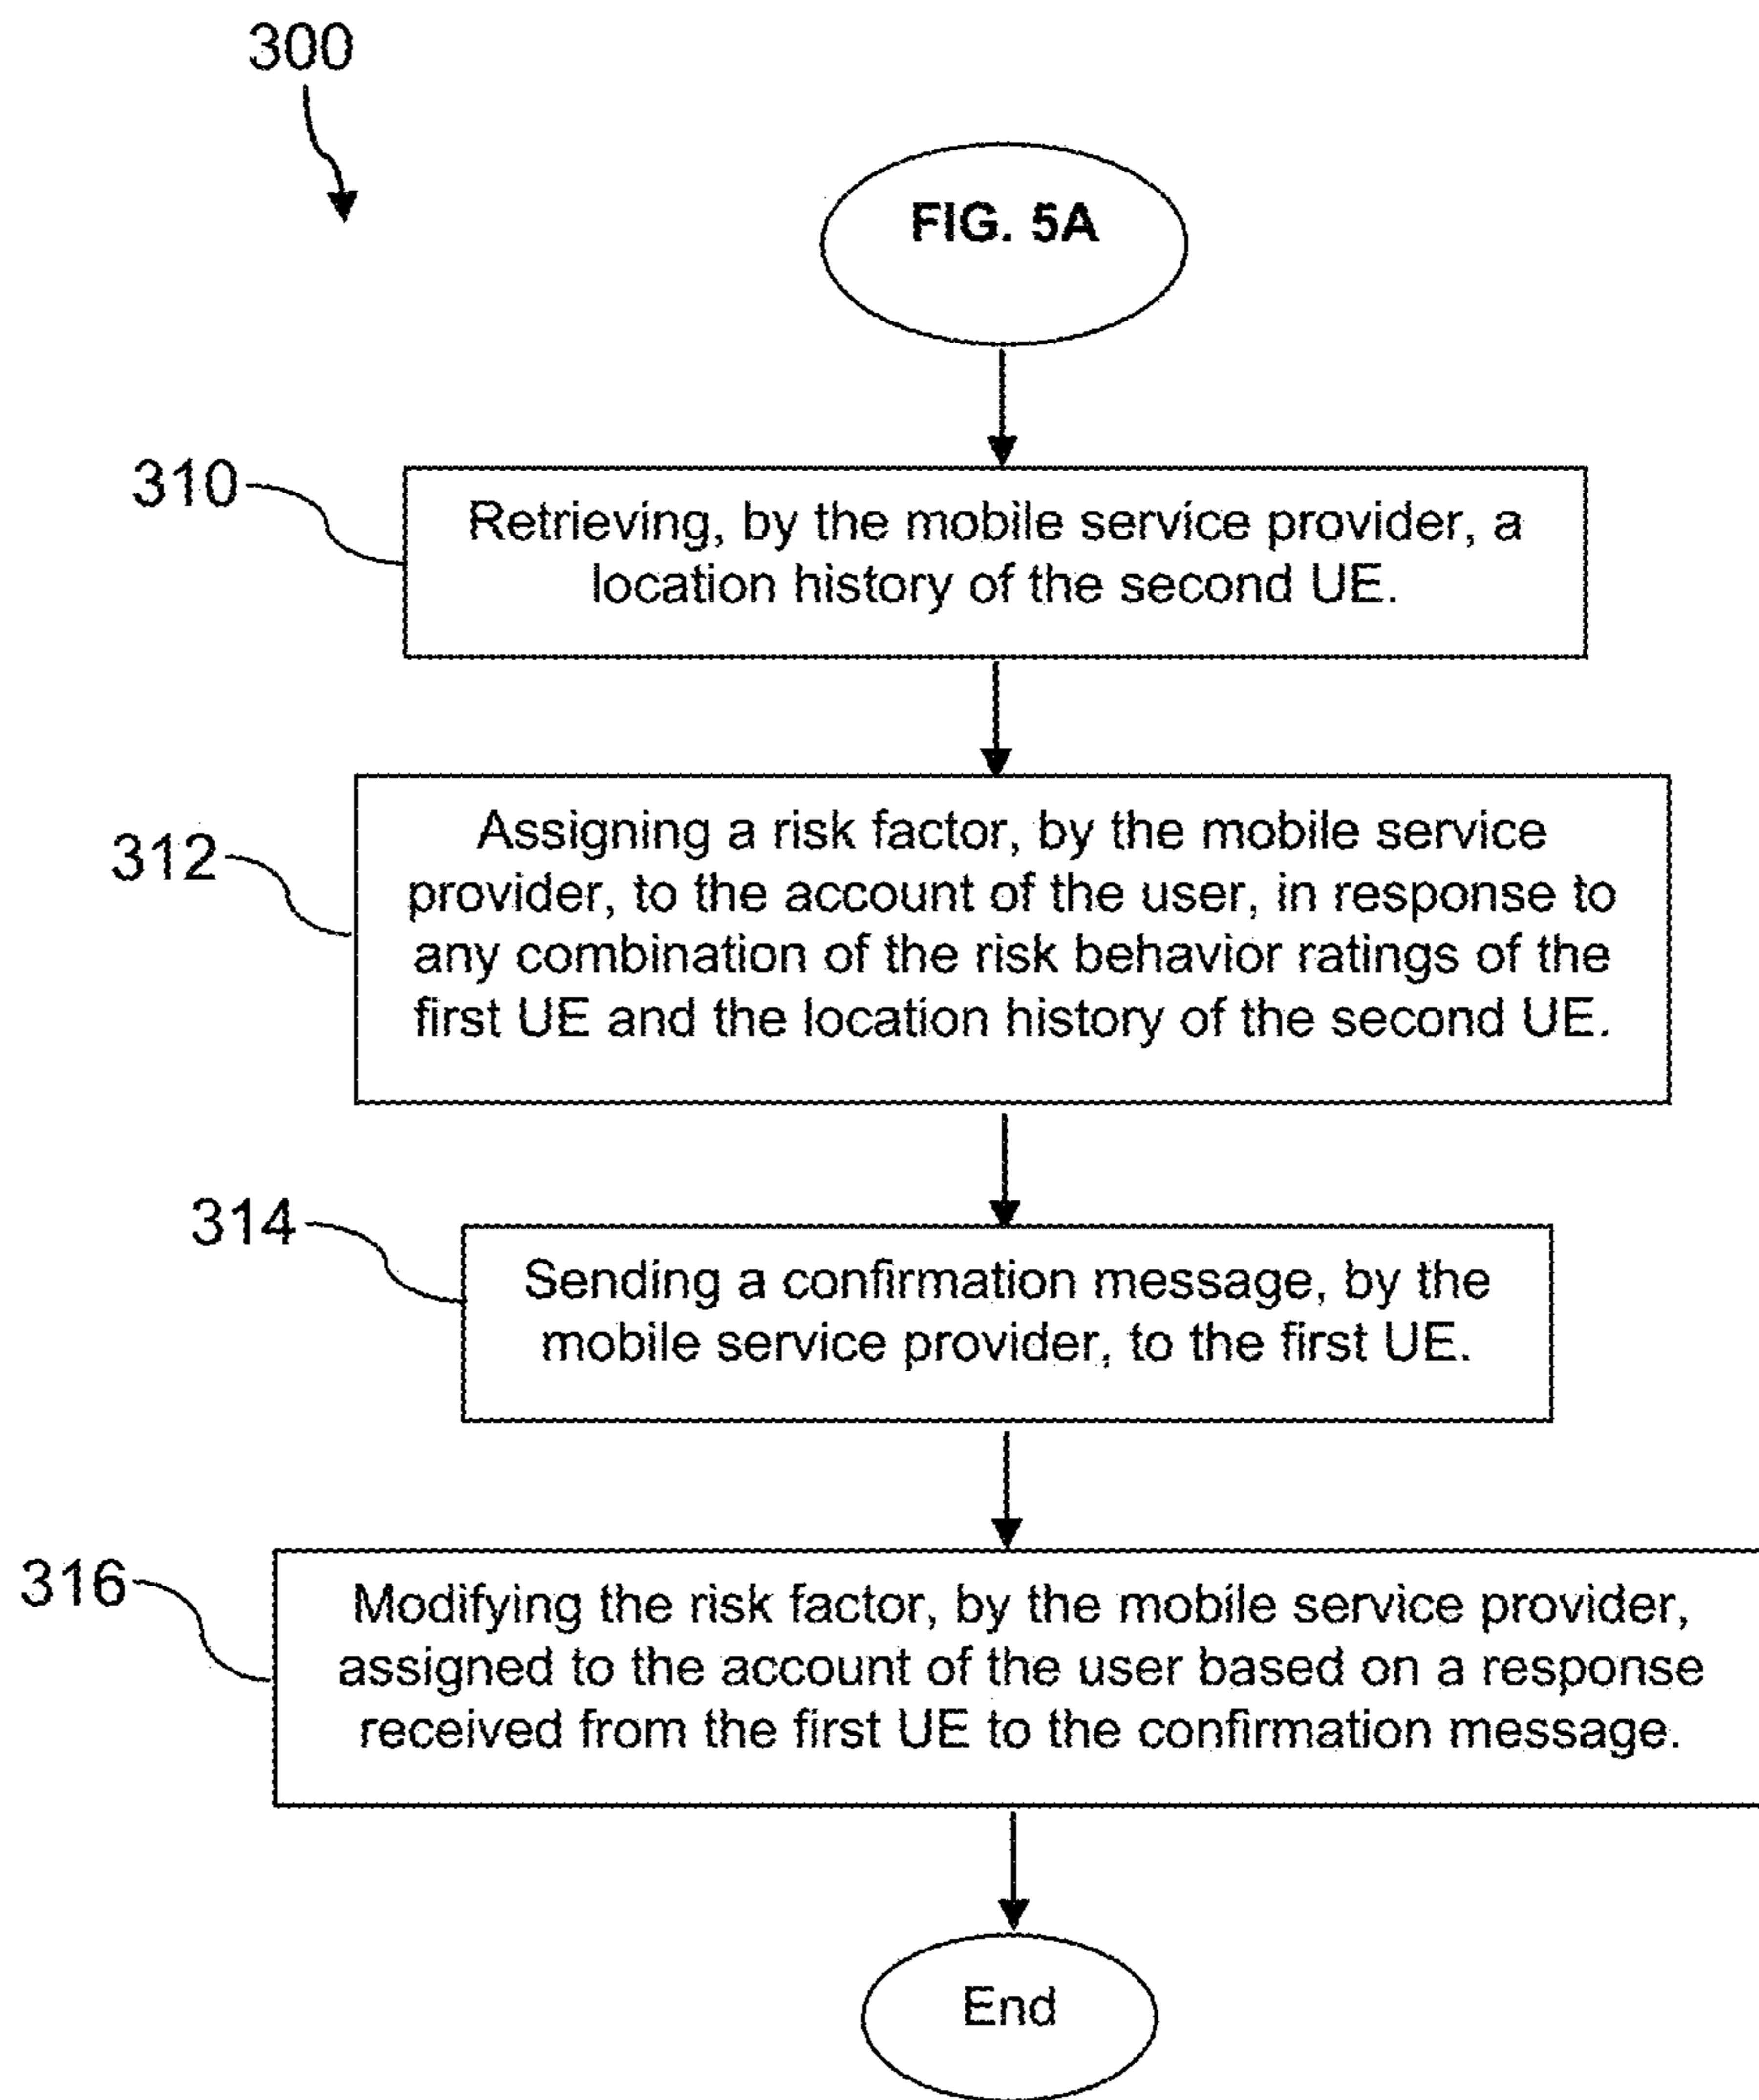 300
FIG. 5A
310
Retrieving, by the mobile service provider, a
location history of the second UE.
312
Assigning a risk factor, by the mobile service
provider, to the account of the user, in response to
any combination of the risk behavior ratings of the
first UE and the location history of the second UE.
314
Sending a confirmation message, by the
mobile service provider, to the first UE.
316
Modifying the risk factor, by the mobile service provider,
assigned to the account of the user based on a response
received from the first UE to the confirmation message.
End